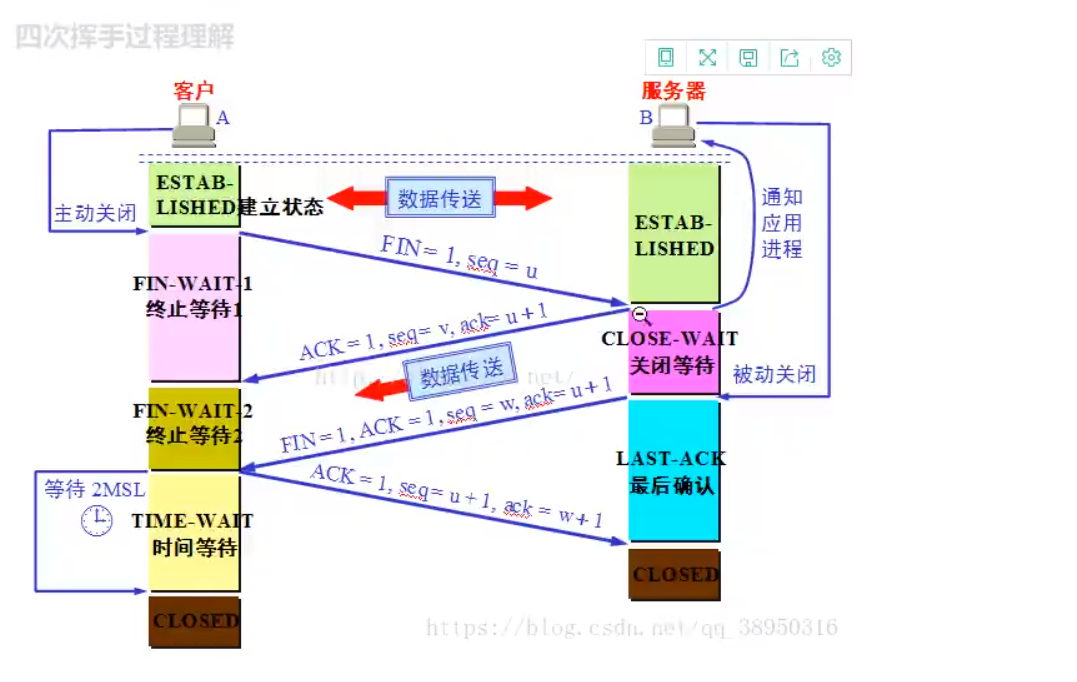 四次挥手过程理解
客户
服务器
A
B
ESTAB-
LISHED建立状态
数据传送
主动关闭
ESTAB-
LISHED
通知
应用
进程
FIN = 1, seq = u
FIN-WAIT-1
终止等待1
ACK = 1, seq= v, ack= u+1
CLOSE-WAIT
关闭等待
数据传送
被动关闭
FIN-WAIT-2
终止等待2
FIN=1, ACK = 1, seq = w, ack= u+1
LAST-ACK
最后确认
等待 2MSL
ACK = 1, seq= u+1, ack = w+1
TIME-WAIT
时间等待
CLOSED
CLOSED
https://blog.csdn.net/qq_38950316